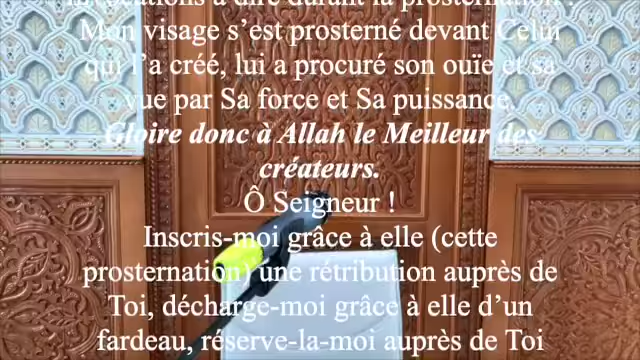 invocations à dire durant la prosternation :
Mon visage s’est prosterné devant Celui
qui l’a créé, lui a procuré son ouïe et sa
vue par Sa force et Sa puissance.
Gloire donc à Allah le Meilleur des
créateurs.
Ô Seigneur !
Inscris-moi grâce à elle (cette
prosternation) une rétribution auprès de
Toi, décharge-moi grâce à elle d’un
fardeau, réserve-la-moi auprès de Toi